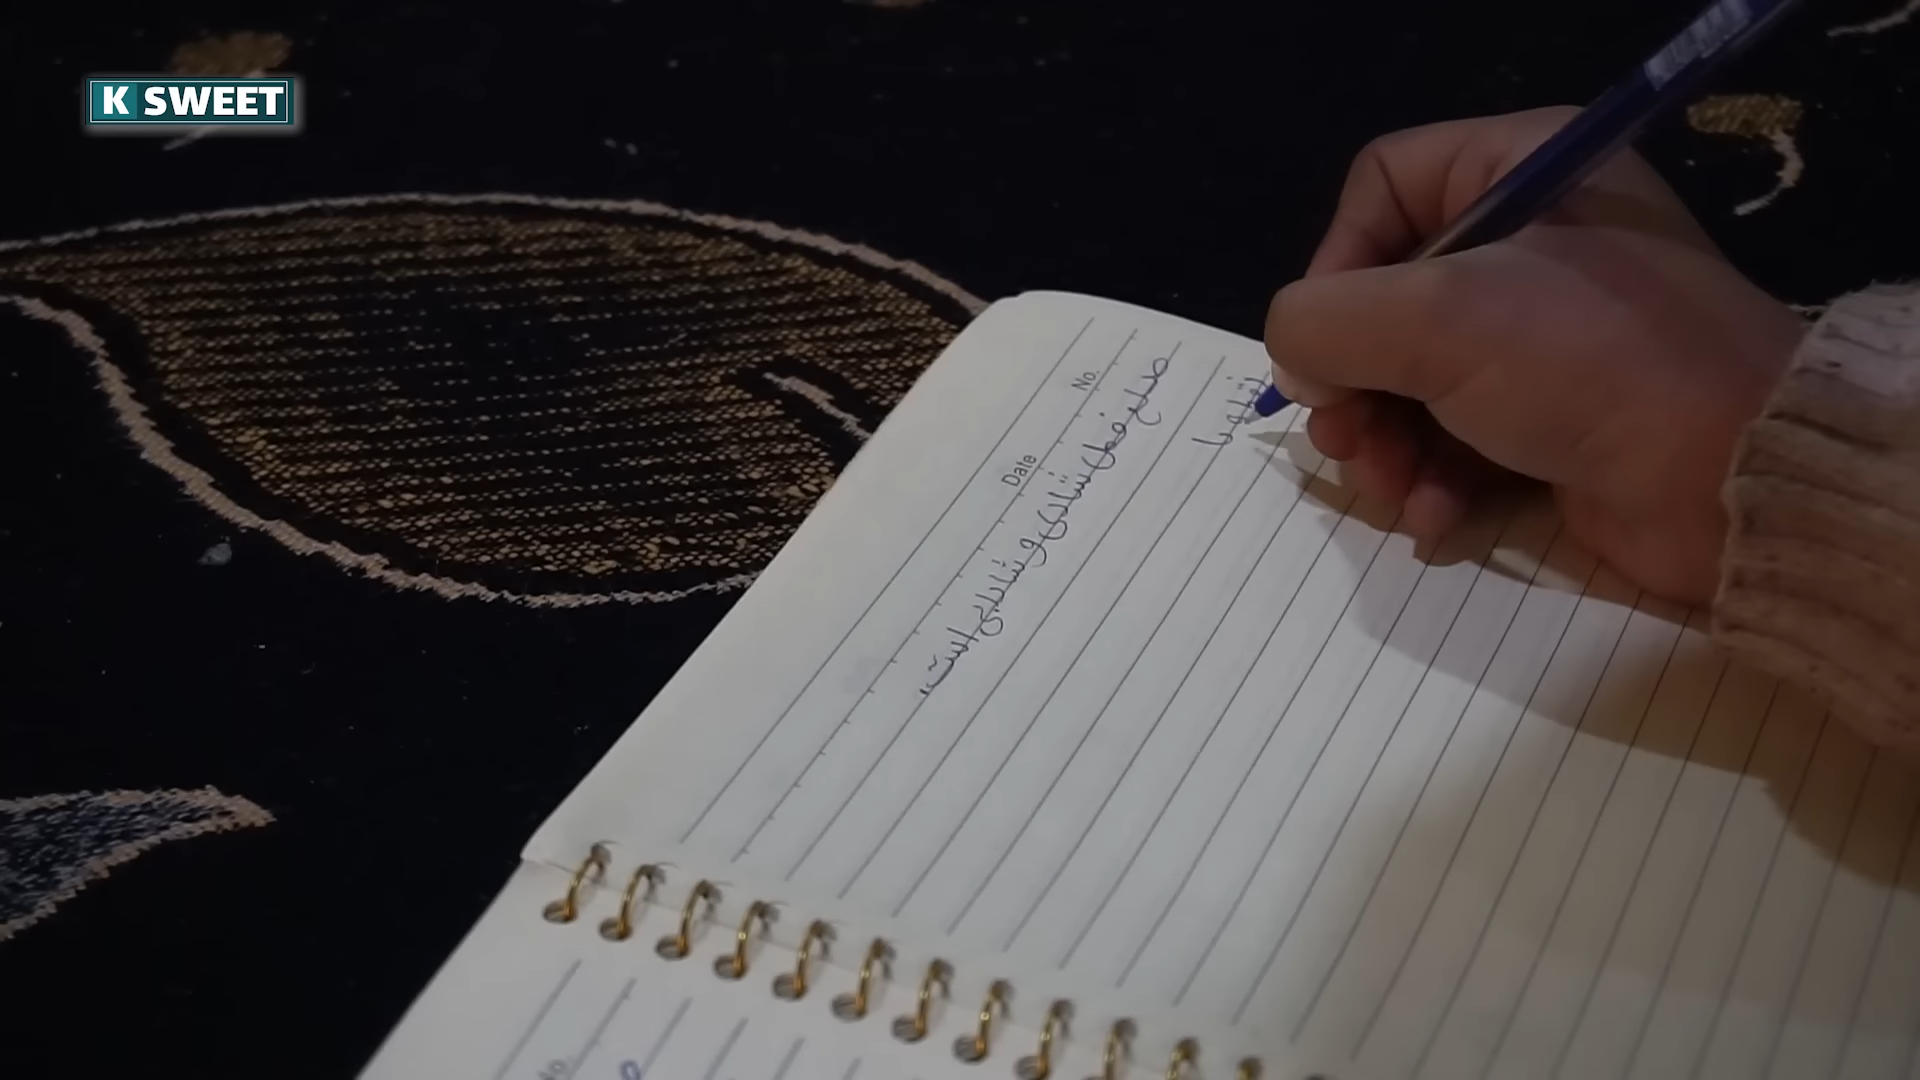 K SWEET
No.
Date
صلح فصل شادی و شادابی است.